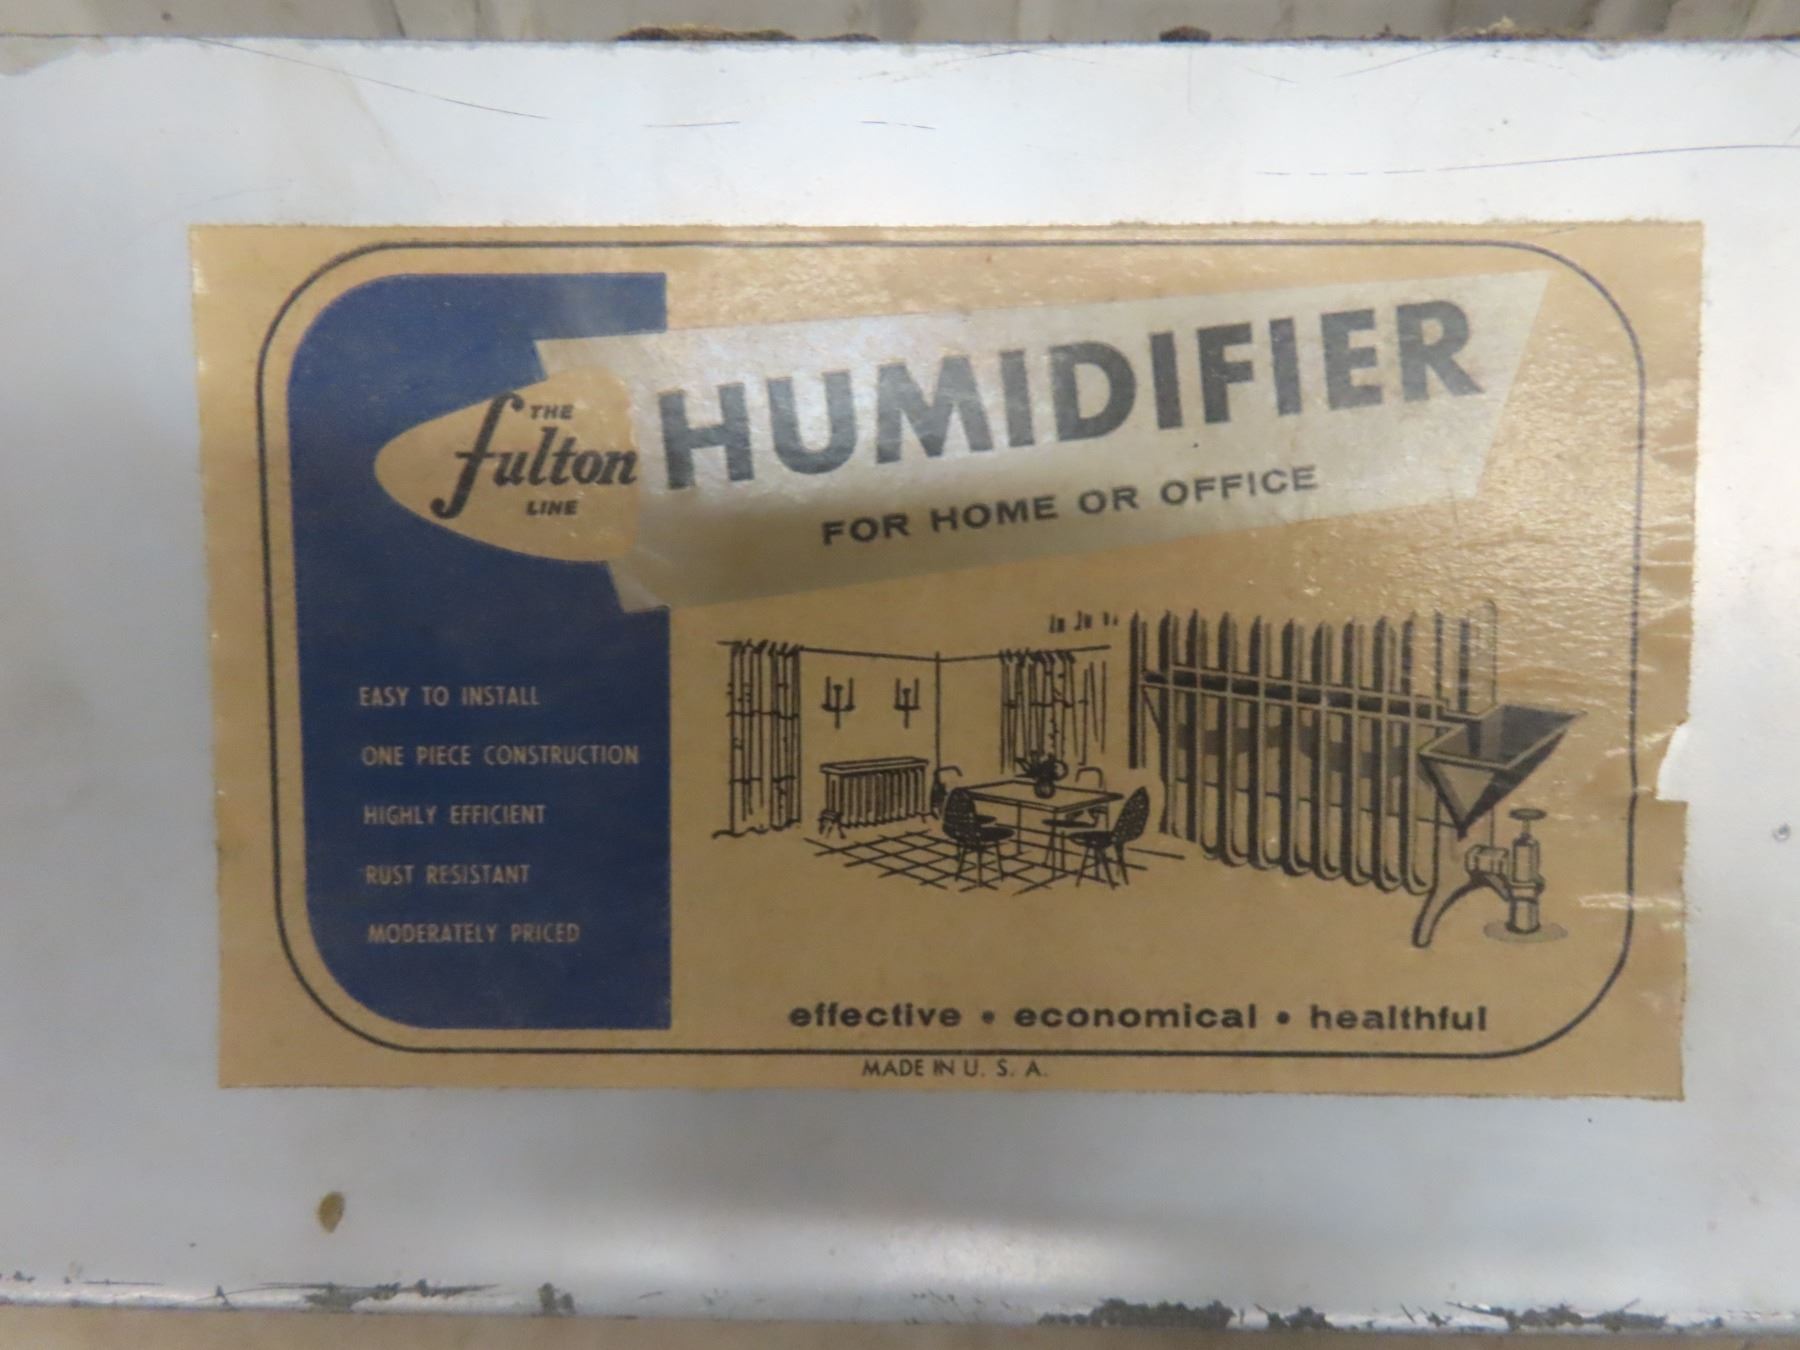 THE
fulton
LINE
HUMIDIFIER
FOR HOME OR OFFICE
EASY TO INSTALL
ONE PIECE CONSTRUCTION
HIGHLY EFFICIENT
RUST RESISTANT
MODERATELY PRICED
effective • economical • healthful
MADE IN U. S. A.